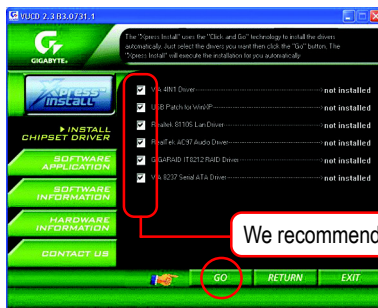 VUCD 2.3 B3.0731.1
GIGABYTE
The "Xpress Install" uses the "Click and Go" technology to install the drivers
automatically. Just select the drivers you want then click the "Go" button. The
"Xpress Install" will execute the installation for you automatically.
Xpress
INSTALL
INSTALL
CHIPSET DRIVER
SOFTWARE
APPLICATION
SOFTWARE
INFORMATION
HARDWARE
INFORMATION
CONTACT US
VIA 4IN1 Driver not installed
USB Patch for WinXP not installed
Realtek 8110S Lan Driver not installed
RealTek AC97 Audio Driver not installed
GIGARAID IT8212 RAID Driver not installed
VIA 8237 Serial ATA Driver not installed
We recommend
GO RETURN EXIT